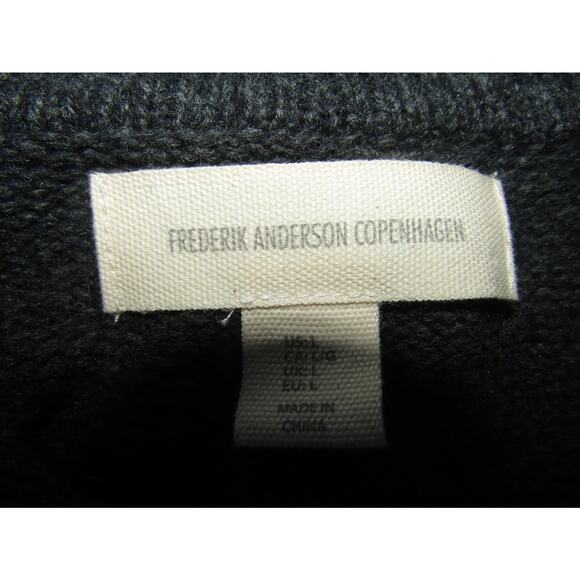 FREDERIK ANDERSON COPENHAGEN
US: L
CA: L/G
UK: L
EU: L
MADE IN
CHINA